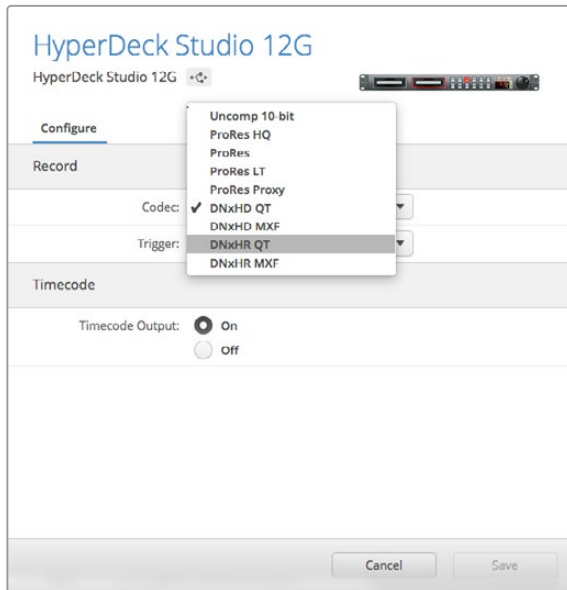 HyperDeck Studio 12G
HyperDeck Studio 12G
Configure
Record
Codec:
Uncomp 10-bit
ProRes HQ
ProRes
ProRes LT
ProRes Proxy
✓ DNxHD QT
DNxHD MXF
DNxHR QT
DNxHR MXF
Trigger:
Timecode
Timecode Output:
On
Off
Cancel
Save